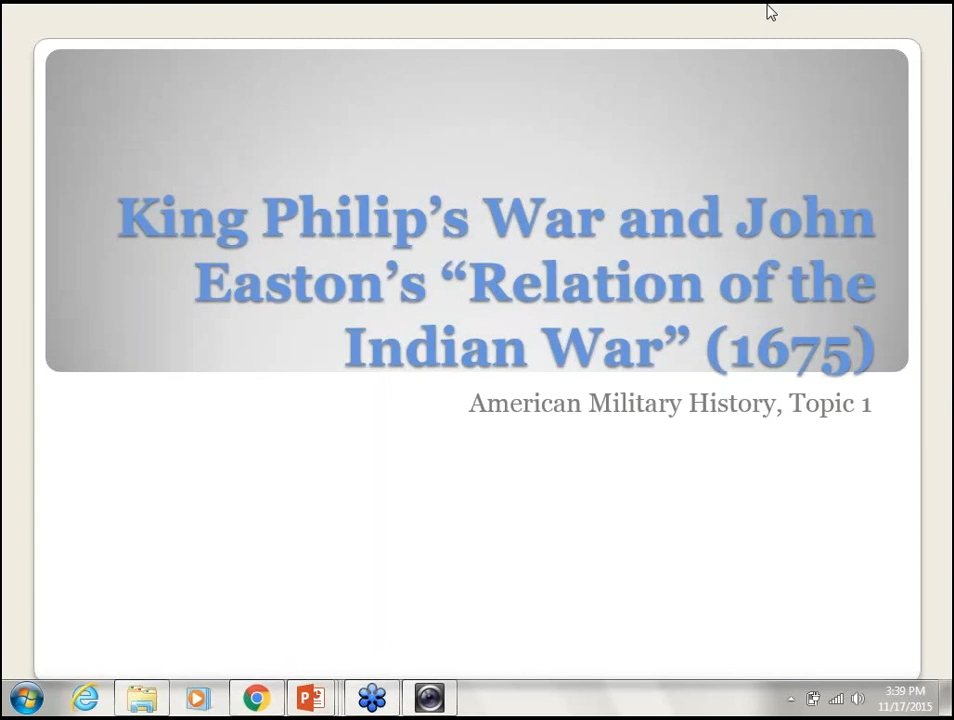 King Philip’s War and John
Easton’s “Relation of the
Indian War” (1675)
American Military History, Topic 1
3:39 PM
11/17/2015